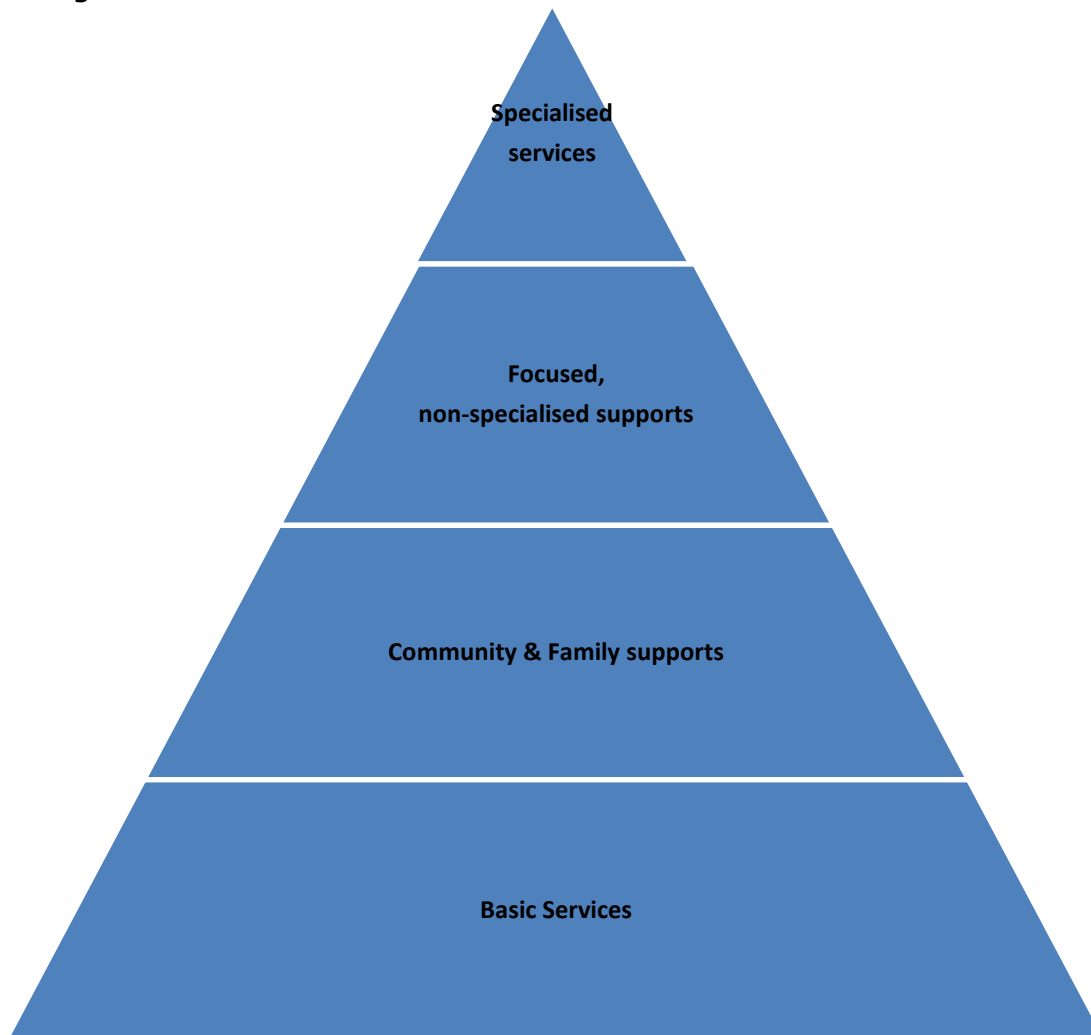 Specialised
services
Focused,
non-specialised supports
Community & Family supports
Basic Services